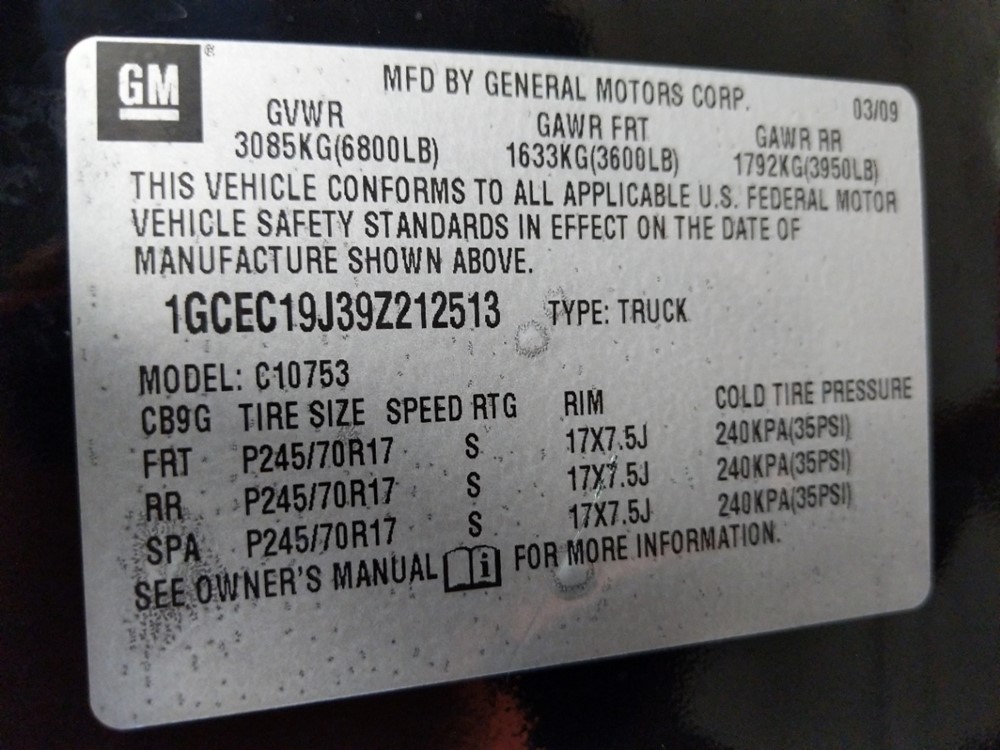 GM ®
MFD BY GENERAL MOTORS CORP. 03/09
GVWR GAWR FRT GAWR RR
3085KG(6800LB) 1633KG(3600LB) 1792KG(3950LB)
THIS VEHICLE CONFORMS TO ALL APPLICABLE U.S. FEDERAL MOTOR
VEHICLE SAFETY STANDARDS IN EFFECT ON THE DATE OF
MANUFACTURE SHOWN ABOVE.
1GCEC19J39Z212513 TYPE: TRUCK
MODEL: C10753
CB9G TIRE SIZE SPEED RTG RIM COLD TIRE PRESSURE
FRT P245/70R17 S 17X7.5J 240KPA(35PSI)
RR P245/70R17 S 17X7.5J 240KPA(35PSI)
SPA P245/70R17 S 17X7.5J 240KPA(35PSI)
SEE OWNER'S MANUAL i FOR MORE INFORMATION.